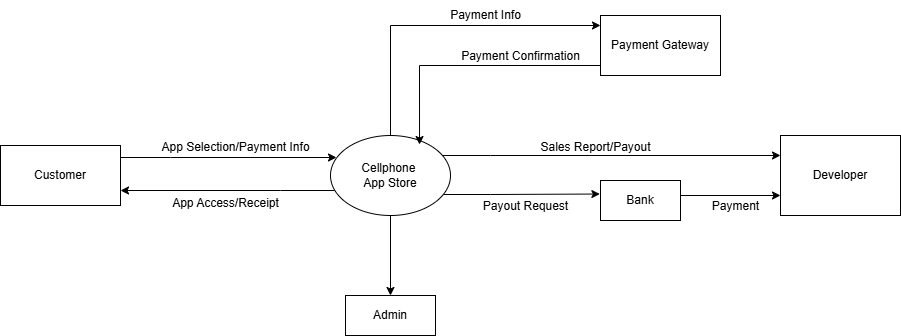 Payment Info
Payment Gateway
Payment Confirmation
App Selection/Payment Info
Sales Report/Payout
Customer
Cellphone
App Store
Developer
App Access/Receipt
Payout Request
Bank
Payment
Admin